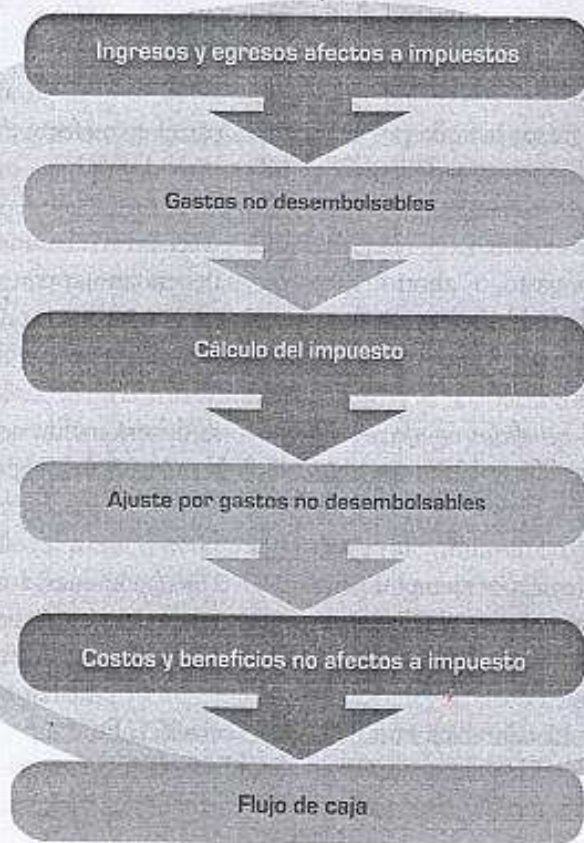 Ingresos y egresos afectos a impuestos
Gastos no desembolsables
Cálculo del impuesto
Ajuste por gastos no desembolsables
Costos y beneficios no afectos a impuesto
Flujo de caja